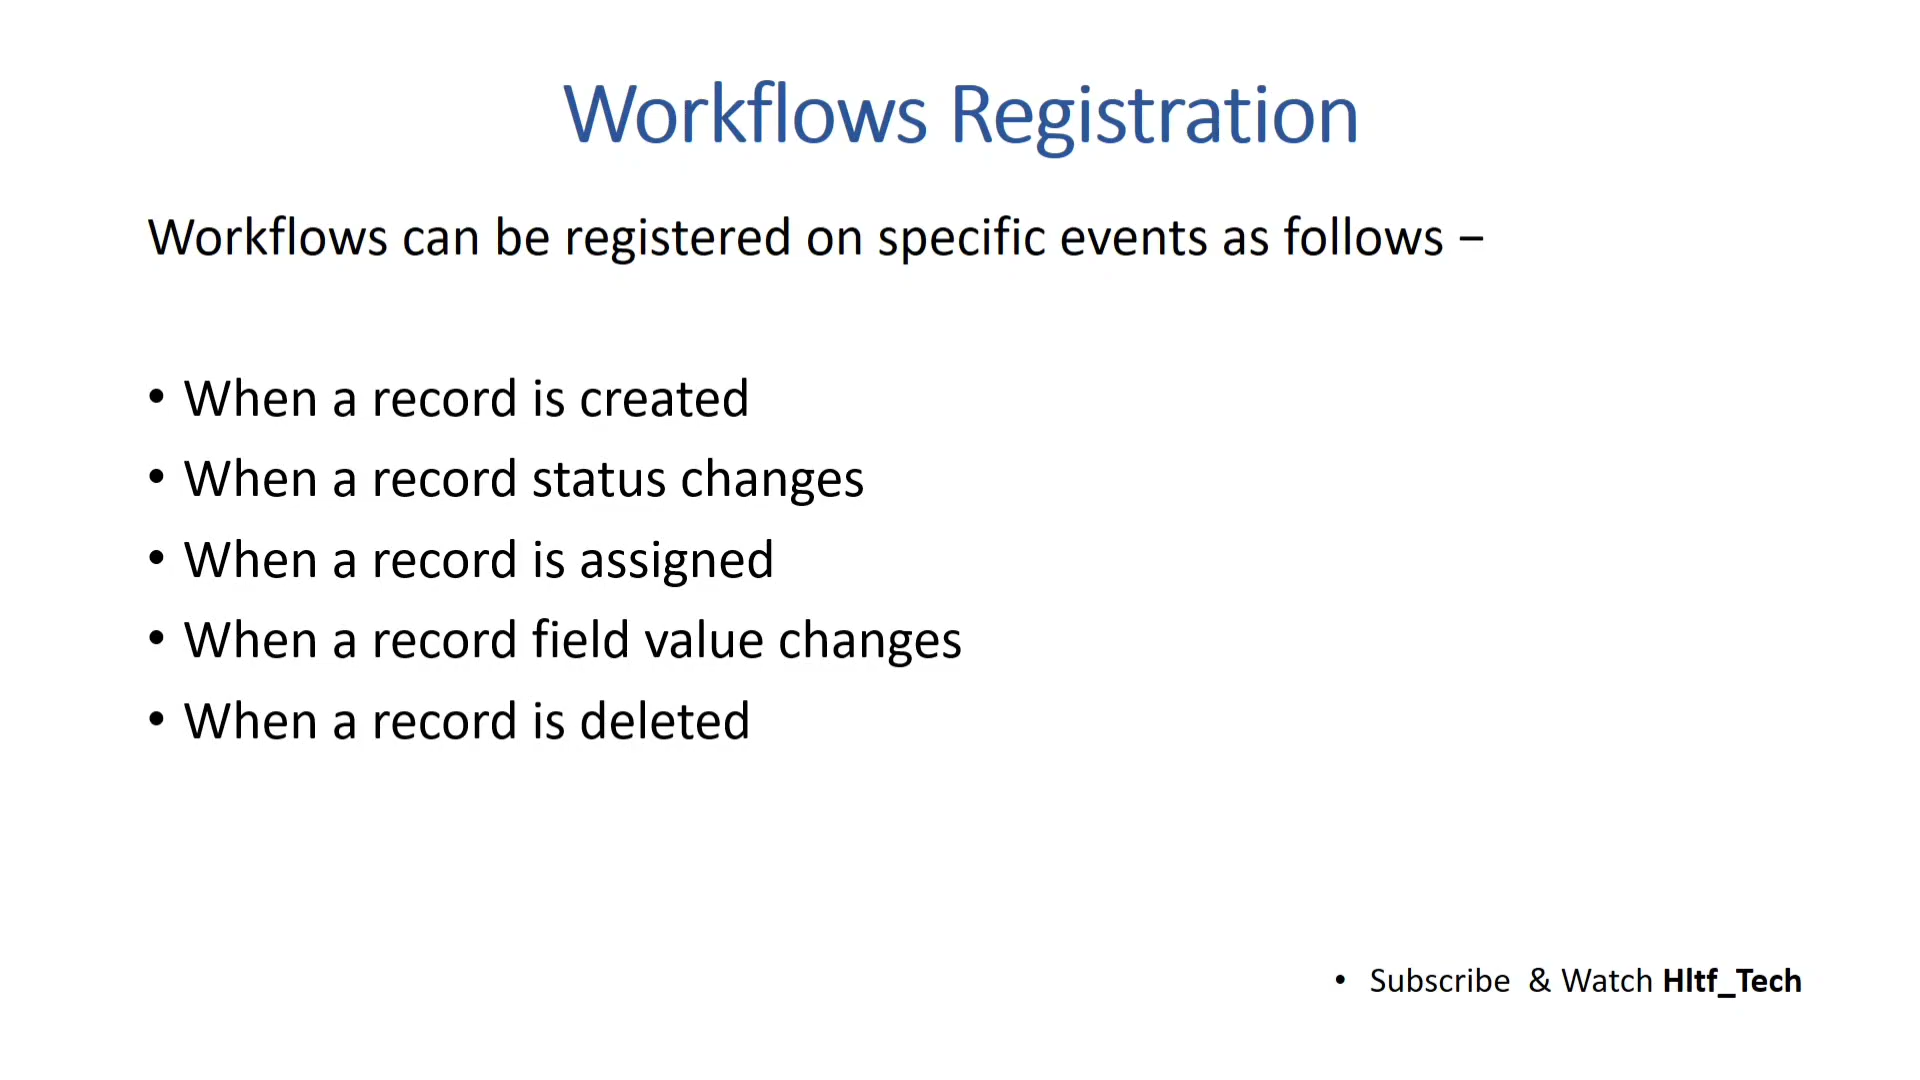 Workflows Registration
Workflows can be registered on specific events as follows −
• When a record is created
• When a record status changes
• When a record is assigned
• When a record field value changes
• When a record is deleted
• Subscribe & Watch Hltf_Tech